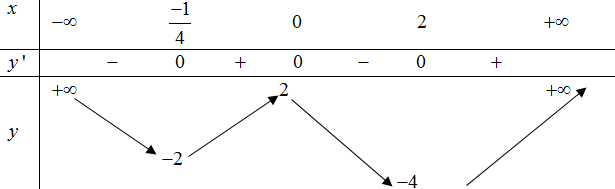 x −∞ −1/4 0 2 +∞
y' − 0 + 0 − 0 +
y +∞ −2 2 −4 +∞